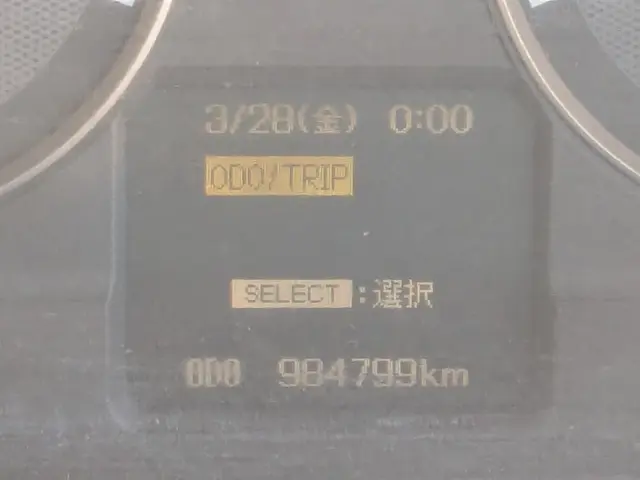 3/28(金) 0:00
ODO/TRIP
SELECT:選択
ODO 984799km